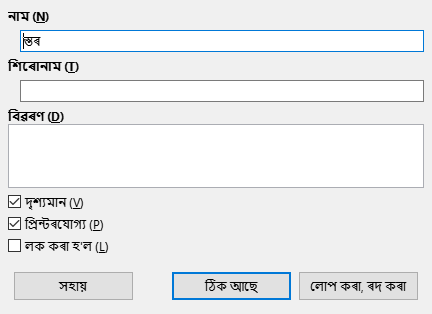 নাম (N)
স্তৰ
শিৰোনাম (T)
বিৱৰণ (D)
দৃশ্যমান (V)
প্ৰিন্টৰযোগ্য (P)
লক কৰা হ'ল (L)
সহায়
ঠিক আছে
লোপ কৰা, ৰদ কৰা